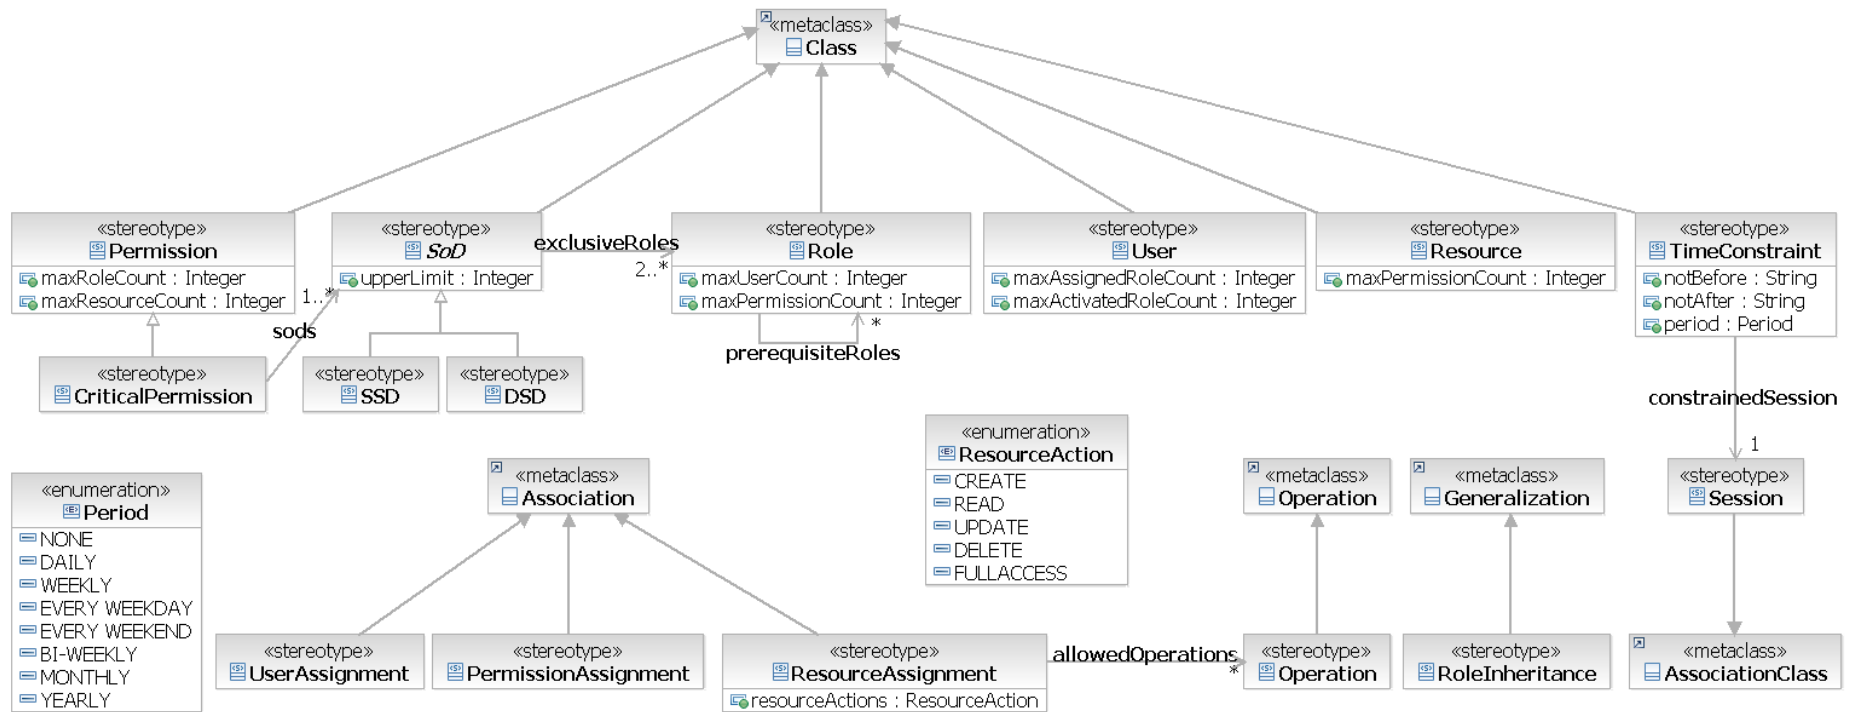 «metaclass»
Class
«stereotype»
Permission
maxRoleCount : Integer
maxResourceCount : Integer
«stereotype»
SoD
upperLimit : Integer
exclusiveRoles
2..*
«stereotype»
Role
maxUserCount : Integer
maxPermissionCount : Integer
*
prerequisiteRoles
«stereotype»
User
maxAssignedRoleCount : Integer
maxActivatedRoleCount : Integer
«stereotype»
Resource
maxPermissionCount : Integer
«stereotype»
TimeConstraint
notBefore : String
notAfter : String
period : Period
1..*
sods
«stereotype»
CriticalPermission
«stereotype»
SSD
«stereotype»
DSD
constrainedSession
1
«enumeration»
Period
NONE
DAILY
WEEKLY
EVERY WEEKDAY
EVERY WEEKEND
BI-WEEKLY
MONTHLY
YEARLY
«metaclass»
Association
«enumeration»
ResourceAction
CREATE
READ
UPDATE
DELETE
FULLACCESS
«metaclass»
Operation
«metaclass»
Generalization
«stereotype»
Session
«stereotype»
UserAssignment
«stereotype»
PermissionAssignment
«stereotype»
ResourceAssignment
resourceActions : ResourceAction
allowedOperations
*
«stereotype»
Operation
«stereotype»
RoleInheritance
«metaclass»
AssociationClass